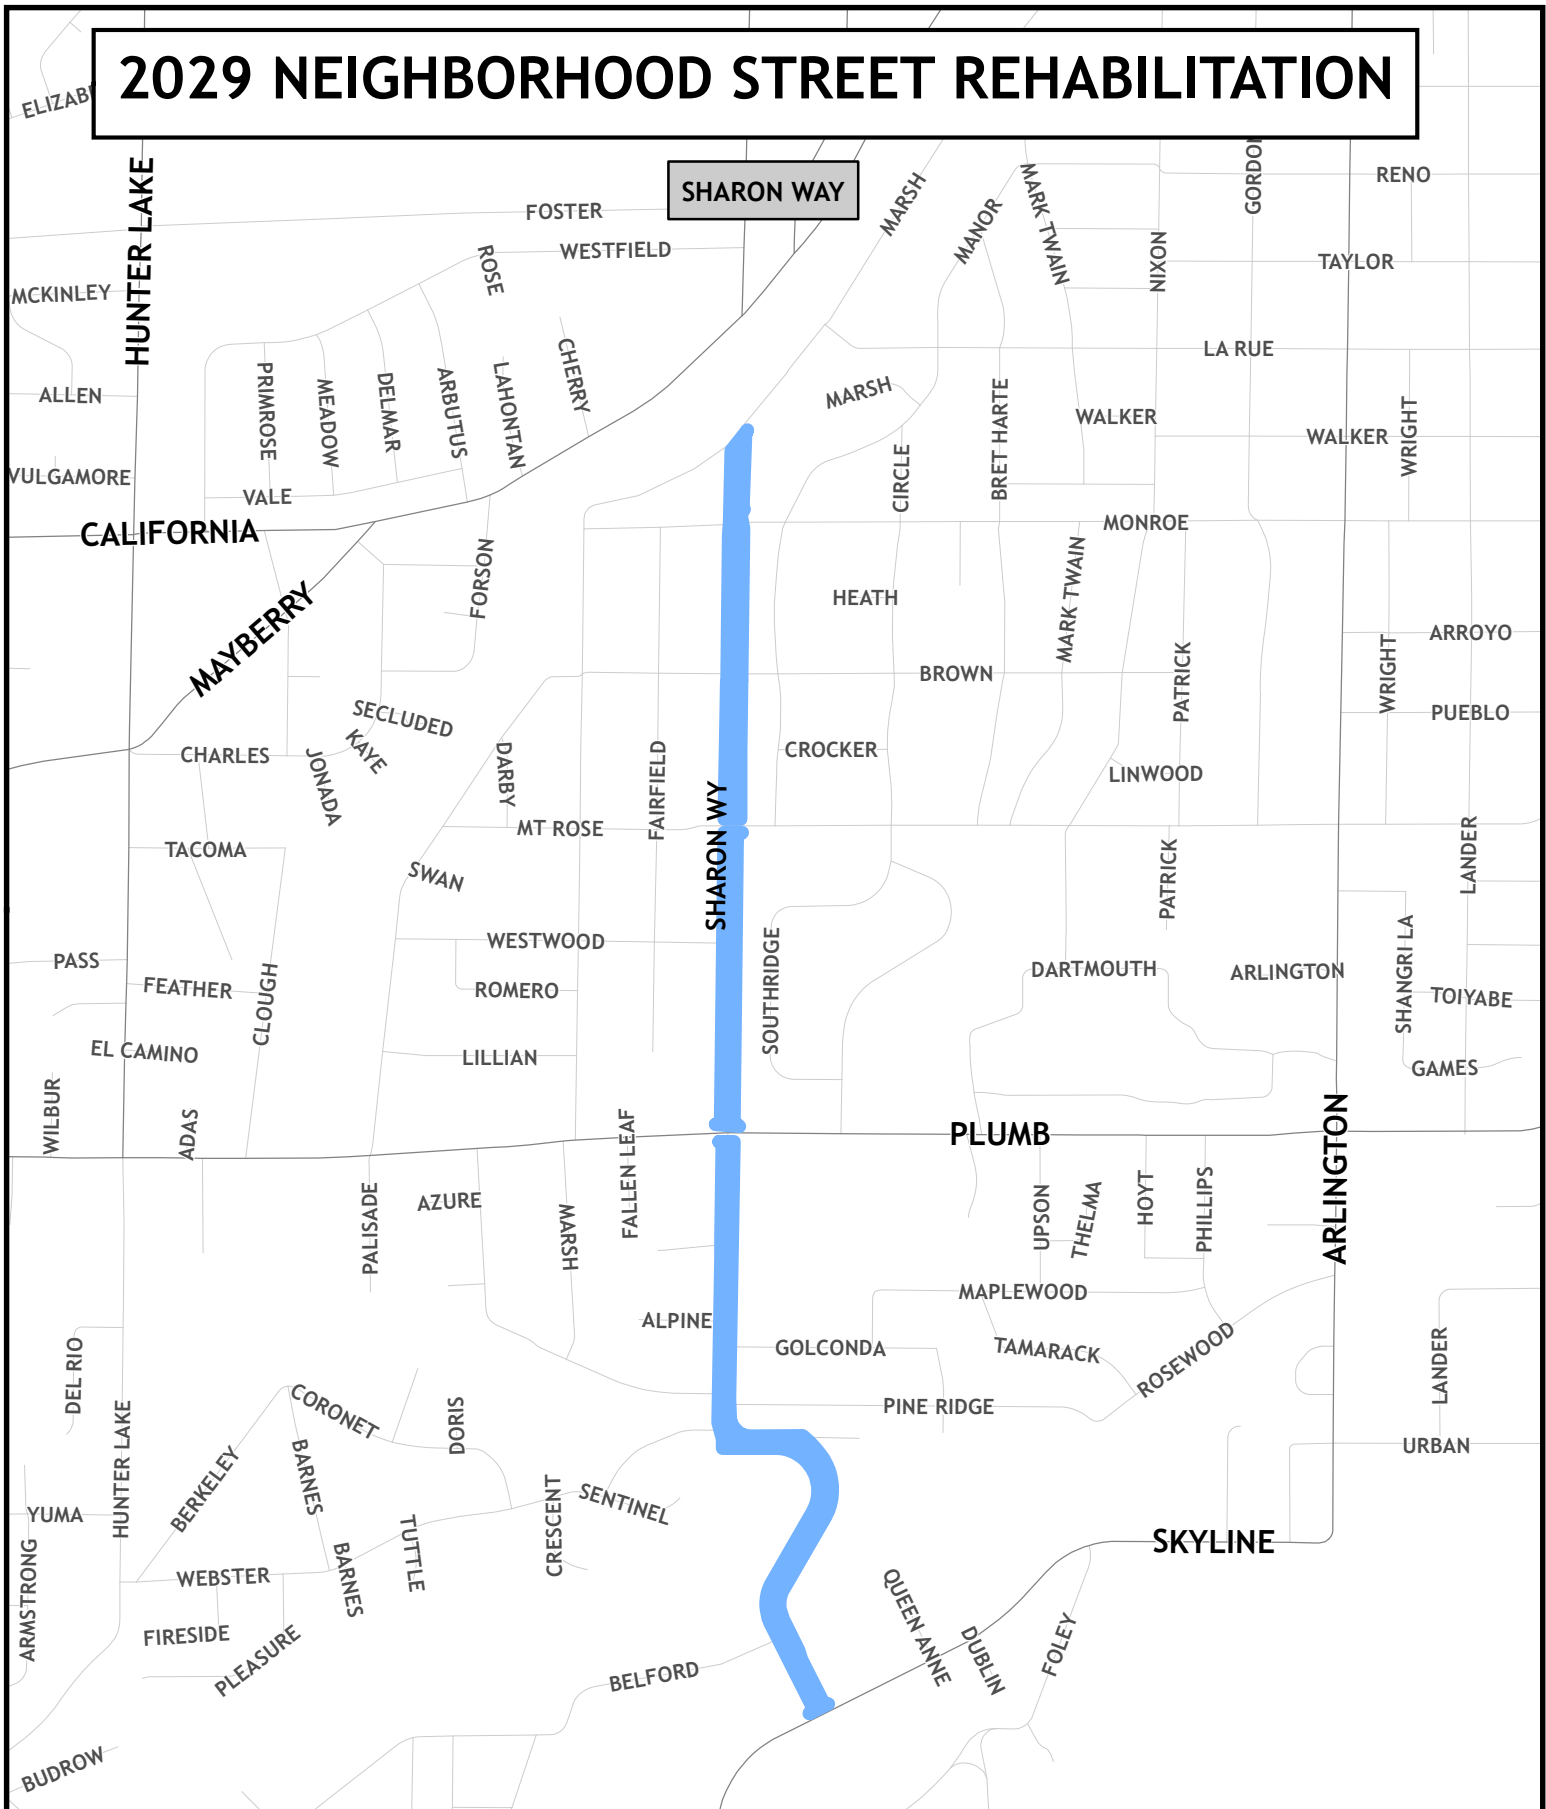 2029 NEIGHBORHOOD STREET REHABILITATION
SHARON WAY
HUNTER LAKE
FOSTER
WESTFIELD
ROSE
MARSH
MANOR
MARK TWAIN
GORDON
RENO
NIXON
TAYLOR
MCKINLEY
LA RUE
ALLEN
PRIMROSE
MEADOW
DELMAR
ARBUTUS
LAHONTAN
CHERRY
MARSH
BRET HARTE
WALKER
WALKER
WRIGHT
VULGAMORE
VALE
CIRCLE
CALIFORNIA
MONROE
FORSON
MAYBERRY
HEATH
MARK TWAIN
ARROYO
BROWN
PATRICK
WRIGHT
PUEBLO
SECLUDED
KAYE
CHARLES
JONADA
DARBY
FAIRFIELD
CROCKER
LINWOOD
SHARON WY
MT ROSE
TACOMA
SWAN
PATRICK
LANDER
WESTWOOD
PASS
FEATHER
CLOUGH
ROMERO
SOUTHRIDGE
DARTMOUTH
ARLINGTON
SHANGRI LA
TOIYABE
EL CAMINO
LILLIAN
GAMES
WILBUR
ADAS
FALLEN LEAF
PLUMB
ARLINGTON
PALISADE
AZURE
MARSH
UPSON
THELMA
HOYT
PHILLIPS
MAPLEWOOD
ALPINE
GOLCONDA
TAMARACK
ROSEWOOD
DEL RIO
LANDER
CORONET
DORIS
PINE RIDGE
URBAN
HUNTER LAKE
BERKELEY
BARNES
YUMA
CRESCENT
SENTINEL
TUTTLE
SKYLINE
ARMSTRONG
WEBSTER
BARNES
QUEEN ANNE
DUBLIN
FOLEY
FIRESIDE
PLEASURE
BELFORD
BUDROW